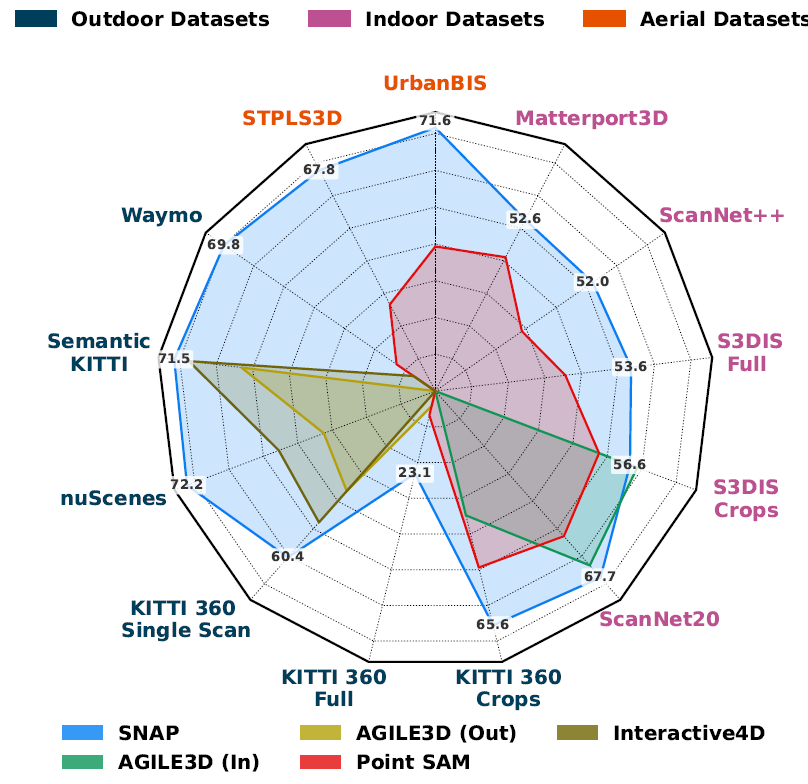 Outdoor Datasets Indoor Datasets Aerial Datasets
UrbanBIS
STPLS3D Matterport3D
71.6
67.8
Waymo ScanNet++
52.6
69.8
52.0
Semantic
KITTI
S3DIS
Full
71.5 53.6
56.6
23.1
nuScenes
72.2
S3DIS
Crops
60.4
67.7
KITTI 360
Single Scan
ScanNet20
65.6
KITTI 360
Full
KITTI 360
Crops
SNAP AGILE3D (Out) Interactive4D
AGILE3D (In) Point SAM